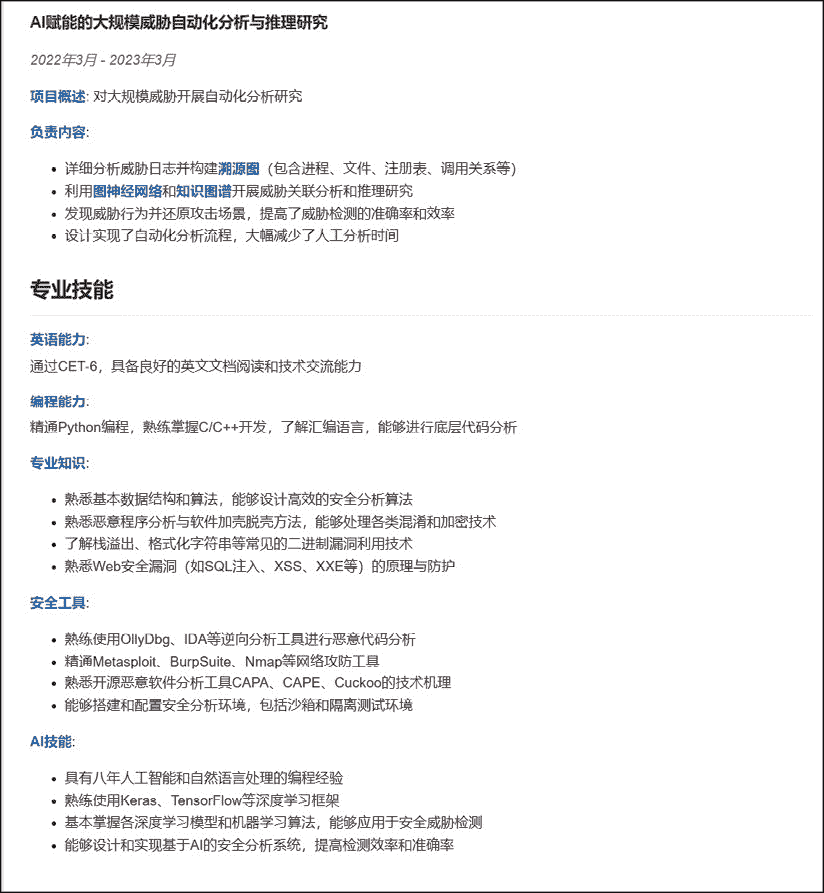 AI赋能的大规模威胁自动化分析与推理研究
2022年3月 - 2023年3月
项目概述: 对大规模威胁开展自动化分析研究
负责内容:
• 详细分析威胁日志并构建溯源图（包含进程、文件、注册表、调用关系等）
• 利用图神经网络和知识图谱开展威胁关联分析和推理研究
• 发现威胁行为并还原攻击场景，提高了威胁检测的准确率和效率
• 设计实现了自动化分析流程，大幅减少了人工分析时间
专业技能
英语能力:
通过CET-6，具备良好的英文文档阅读和技术交流能力
编程能力:
精通Python编程，熟练掌握C/C++开发，了解汇编语言，能够进行底层代码分析
专业知识:
• 熟悉基本数据结构和算法，能够设计高效的安全分析算法
• 熟悉恶意程序分析与软件加壳脱壳方法，能够处理各类混淆和加密技术
• 了解栈溢出、格式化字符串等常见的二进制漏洞利用技术
• 熟悉Web安全漏洞（如SQL注入、XSS、XXE等）的原理与防护
安全工具:
• 熟练使用OllyDbg、IDA等逆向分析工具进行恶意代码分析
• 精通Metasploit、BurpSuite、Nmap等网络攻防工具
• 熟悉开源恶意软件分析工具CAPA、CAPE、Cuckoo的技术机理
• 能够搭建和配置安全分析环境，包括沙箱和隔离测试环境
AI技能:
• 具有八年人工智能和自然语言处理的编程经验
• 熟练使用Keras、TensorFlow等深度学习框架
• 基本掌握各深度学习模型和机器学习算法，能够应用于安全威胁检测
• 能够设计和实现基于AI的安全分析系统，提高检测效率和准确率